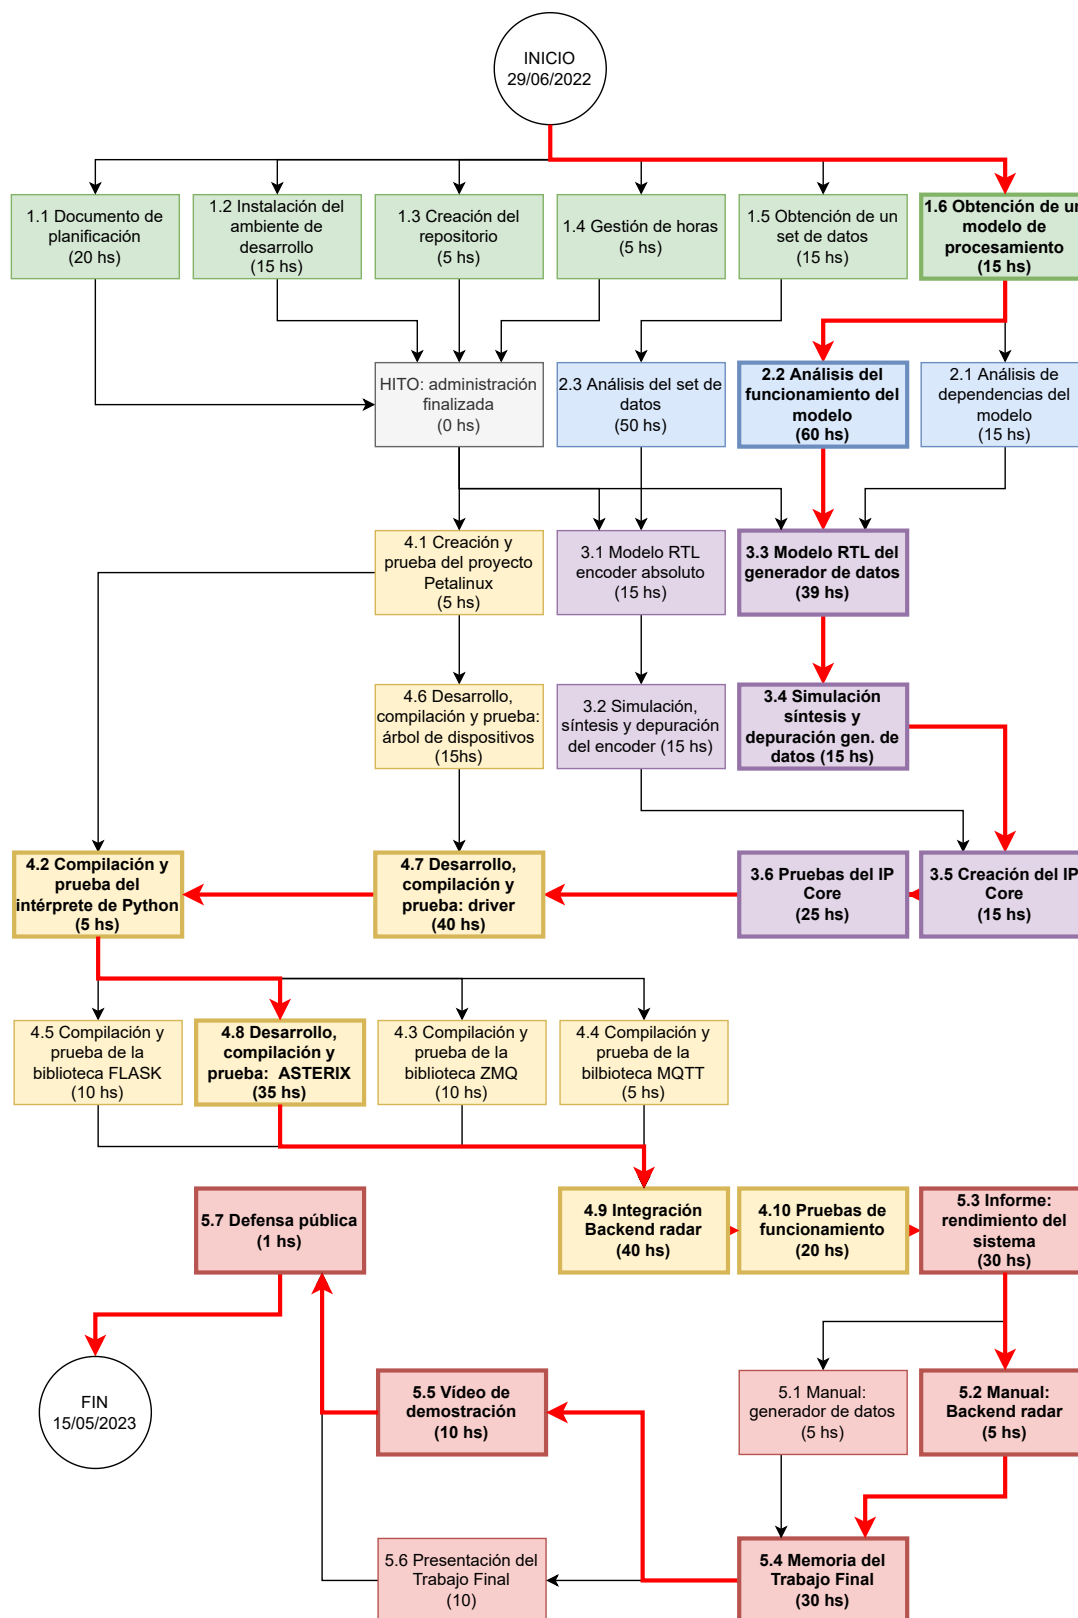 INICIO
29/06/2022
1.1 Documento de
planificación
(20 hs)
1.2 Instalación del
ambiente de
desarrollo
(15 hs)
1.3 Creación del
repositorio
(5 hs)
1.4 Gestión de horas
(5 hs)
1.5 Obtención de un
set de datos
(15 hs)
1.6 Obtención de un
modelo de
procesamiento
(15 hs)
HITO: administración
finalizada
(0 hs)
2.3 Análisis del set de
datos
(50 hs)
2.2 Análisis del
funcionamiento del
modelo
(60 hs)
2.1 Análisis de
dependencias del
modelo
(15 hs)
4.1 Creación y
prueba del proyecto
Petalinux
(5 hs)
3.1 Modelo RTL
encoder absoluto
(15 hs)
3.3 Modelo RTL del
generador de datos
(39 hs)
4.6 Desarrollo,
compilación y prueba:
árbol de dispositivos
(15hs)
3.2 Simulación,
síntesis y depuración
del encoder (15 hs)
3.4 Simulación
síntesis y
depuración gen. de
datos (15 hs)
4.2 Compilación y
prueba del
intérprete de Python
(5 hs)
4.7 Desarrollo,
compilación y
prueba: driver
(40 hs)
3.6 Pruebas del IP
Core
(25 hs)
3.5 Creación del IP
Core
(15 hs)
4.5 Compilación y
prueba de la
biblioteca FLASK
(10 hs)
4.8 Desarrollo,
compilación y
prueba: ASTERIX
(35 hs)
4.3 Compilación y
prueba de la
biblioteca ZMQ
(10 hs)
4.4 Compilación y
prueba de la
bilbioteca MQTT
(5 hs)
5.7 Defensa pública
(1 hs)
4.9 Integración
Backend radar
(40 hs)
4.10 Pruebas de
funcionamiento
(20 hs)
5.3 Informe:
rendimiento del
sistema
(30 hs)
FIN
15/05/2023
5.5 Vídeo de
demostración
(10 hs)
5.1 Manual:
generador de datos
(5 hs)
5.2 Manual:
Backend radar
(5 hs)
5.6 Presentación del
Trabajo Final
(10)
5.4 Memoria del
Trabajo Final
(30 hs)